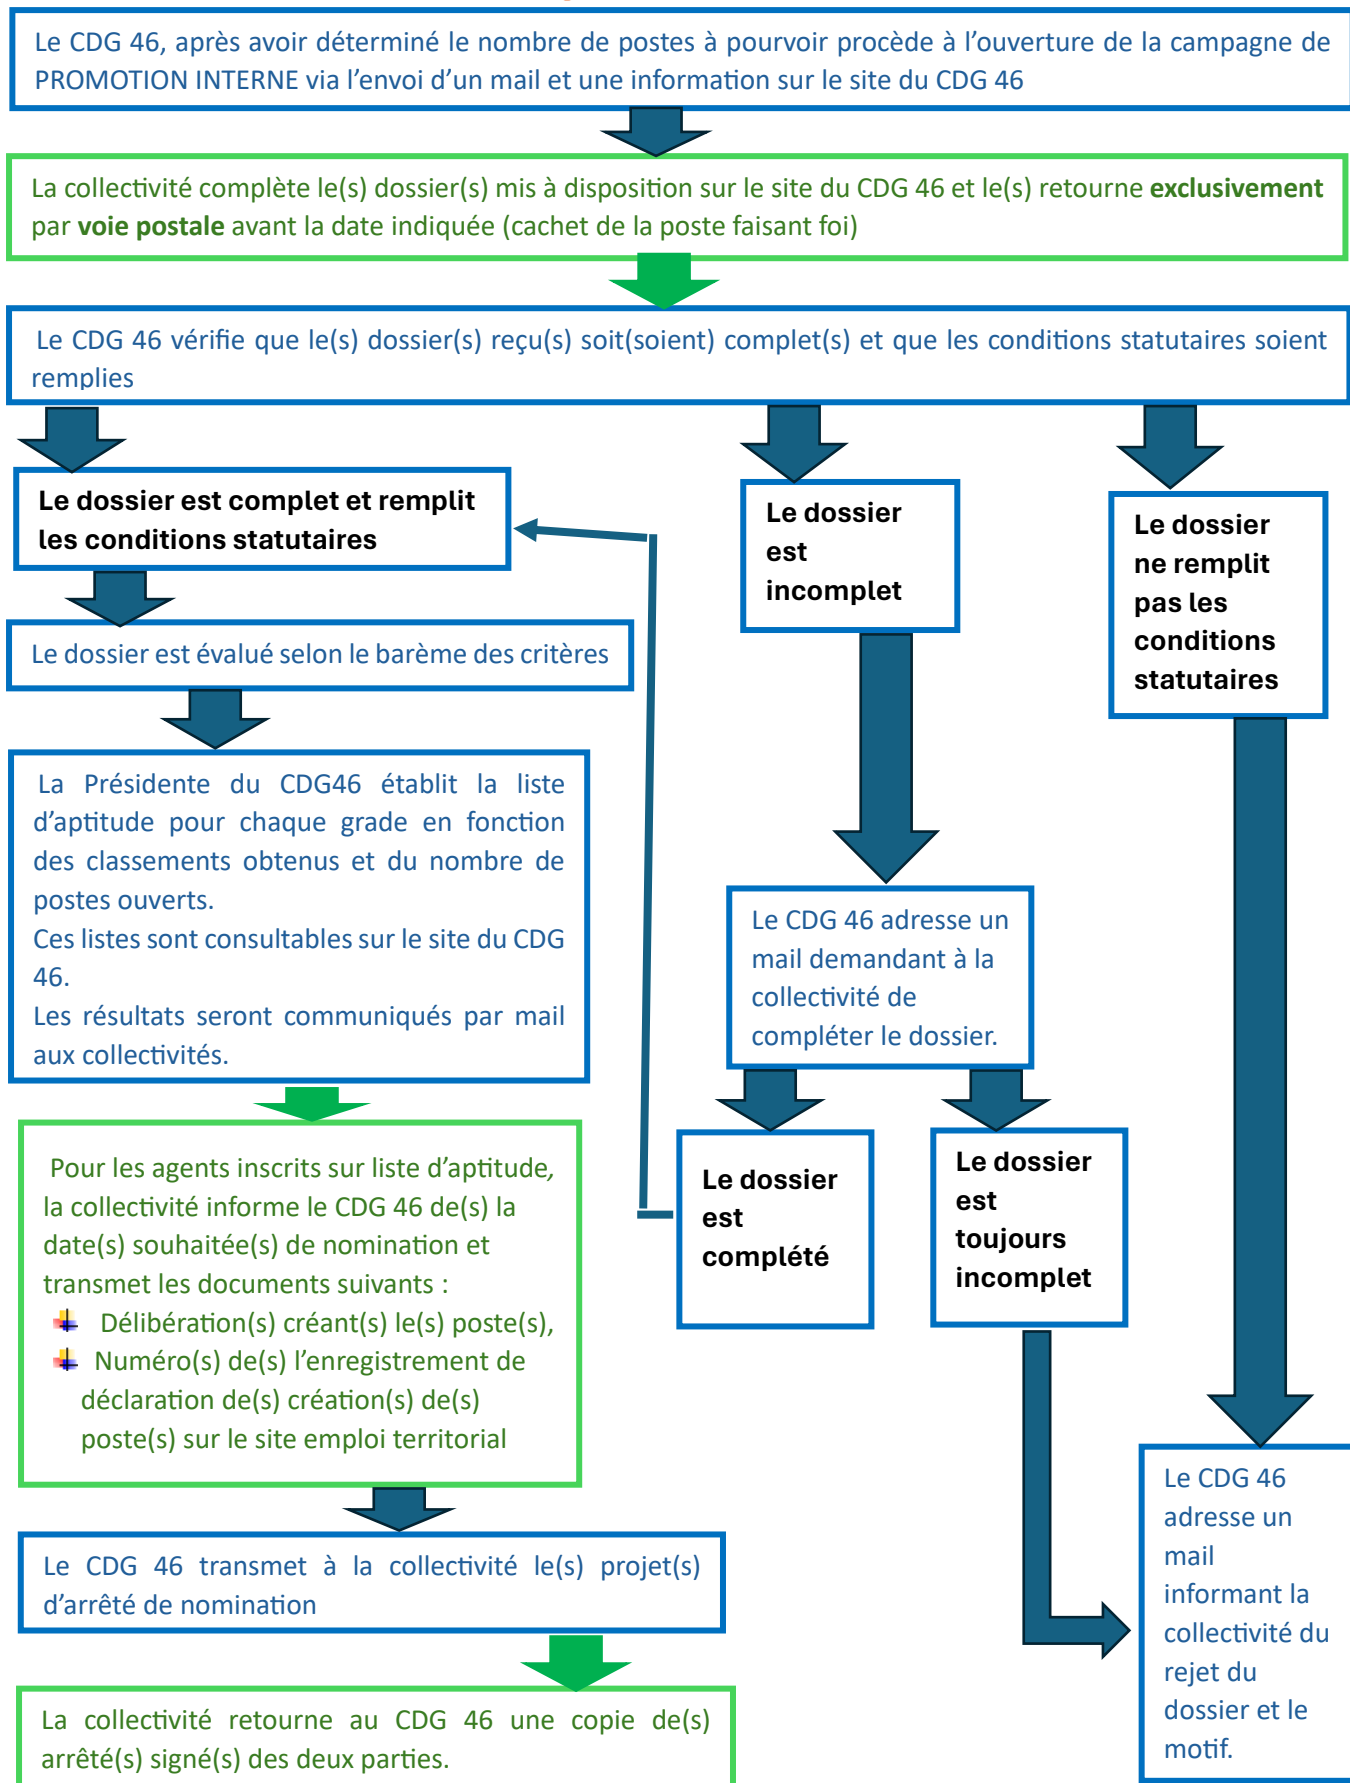 Le CDG 46, après avoir déterminé le nombre de postes à pourvoir procède à l’ouverture de la campagne de
PROMOTION INTERNE via l’envoi d’un mail et une information sur le site du CDG 46
La collectivité complète le(s) dossier(s) mis à disposition sur le site du CDG 46 et le(s) retourne exclusivement
par voie postale avant la date indiquée (cachet de la poste faisant foi)
Le CDG 46 vérifie que le(s) dossier(s) reçu(s) soit(soient) complet(s) et que les conditions statutaires soient
remplies
Le dossier est complet et remplit
les conditions statutaires
Le dossier
est
incomplet
Le dossier
ne remplit
pas les
conditions
statutaires
Le dossier est évalué selon le barème des critères
La Présidente du CDG46 établit la liste
d’aptitude pour chaque grade en fonction
des classements obtenus et du nombre de
postes ouverts.
Ces listes sont consultables sur le site du CDG
46.
Les résultats seront communiqués par mail
aux collectivités.
Le CDG 46 adresse un
mail demandant à la
collectivité de
compléter le dossier.
Le dossier
est
complété
Le dossier
est
toujours
incomplet
Pour les agents inscrits sur liste d’aptitude,
la collectivité informe le CDG 46 de(s) la
date(s) souhaitée(s) de nomination et
transmet les documents suivants :
Délibération(s) créant(s) le(s) poste(s),
Numéro(s) de(s) l’enregistrement de
déclaration de(s) création(s) de(s)
poste(s) sur le site emploi territorial
Le CDG 46 transmet à la collectivité le(s) projet(s)
d’arrêté de nomination
La collectivité retourne au CDG 46 une copie de(s)
arrêté(s) signé(s) des deux parties.
Le CDG 46
adresse un
mail
informant la
collectivité du
rejet du
dossier et le
motif.